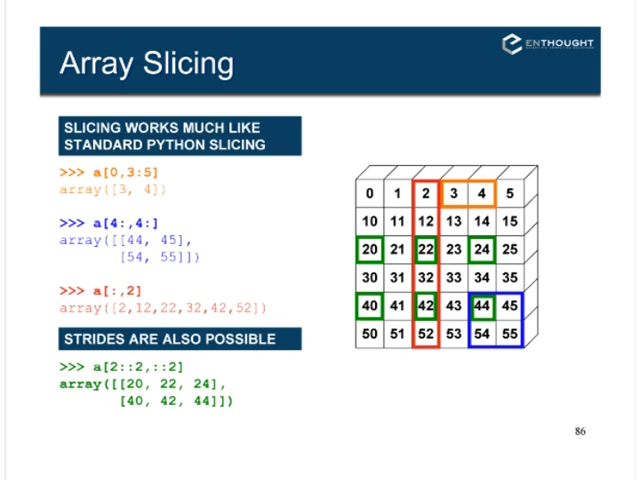 ENTHOUGHT
Array Slicing
SLICING WORKS MUCH LIKE
STANDARD PYTHON SLICING
>>> a[0,3:5]
array([3, 4])
>>> a[4:,4:]
array([[44, 45],
[54, 55]])
>>> a[:,2]
array([2,12,22,32,42,52])
STRIDES ARE ALSO POSSIBLE
>>> a[2::2,::2]
array([[20, 22, 24],
[40, 42, 44]])
0 1 2 3 4 5
10 11 12 13 14 15
20 21 22 23 24 25
30 31 32 33 34 35
40 41 42 43 44 45
50 51 52 53 54 55
86